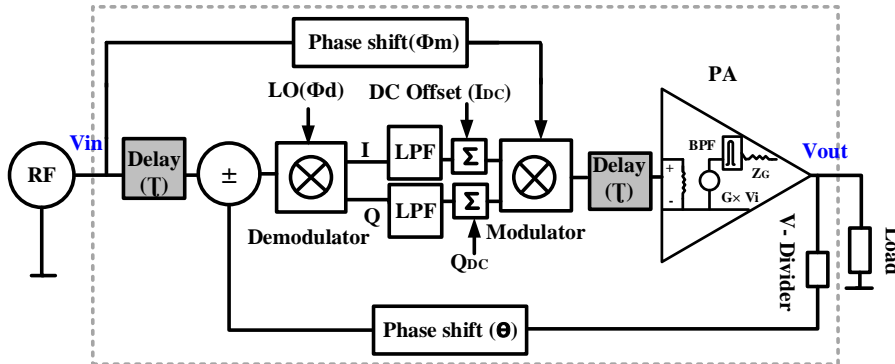 Phase shift(Φm)
PA
LO(Φd)
DC Offset (IDC)
Vin
I
LPF
Σ
BPF
Vout
RF
Delay
(Ʈ)
±
Delay
(Ʈ)
+
-
ZG
G× Vi
Q
LPF
Σ
Demodulator
Modulator
QDC
V- Divider
Load
Phase shift (Θ)